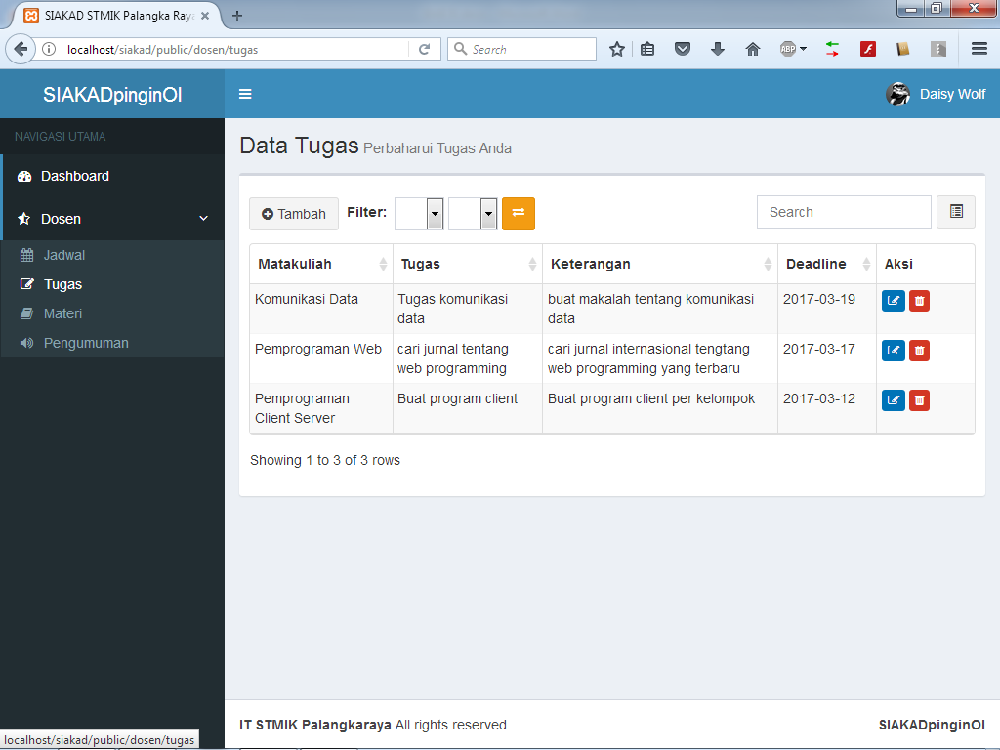 SIAKAD STMIK Palangka Raya
localhost/siakad/public/dosen/tugas
Search
ABP
SIAKADpinginOl
Daisy Wolf
NAVIGASI UTAMA
Dashboard
Dosen
Jadwal
Tugas
Materi
Pengumuman
Data Tugas Perbaharui Tugas Anda
Tambah Filter:
Search
Matakuliah Tugas Keterangan Deadline Aksi
Komunikasi Data Tugas komunikasi data buat makalah tentang komunikasi data 2017-03-19
Pemprograman Web cari jurnal tentang web programming cari jurnal internasional tengtang web programming yang terbaru 2017-03-17
Pemprograman Client Server Buat program client Buat program client per kelompok 2017-03-12
Showing 1 to 3 of 3 rows
IT STMIK Palangkaraya All rights reserved.
SIAKADpinginOl
localhost/siakad/public/dosen/tugas